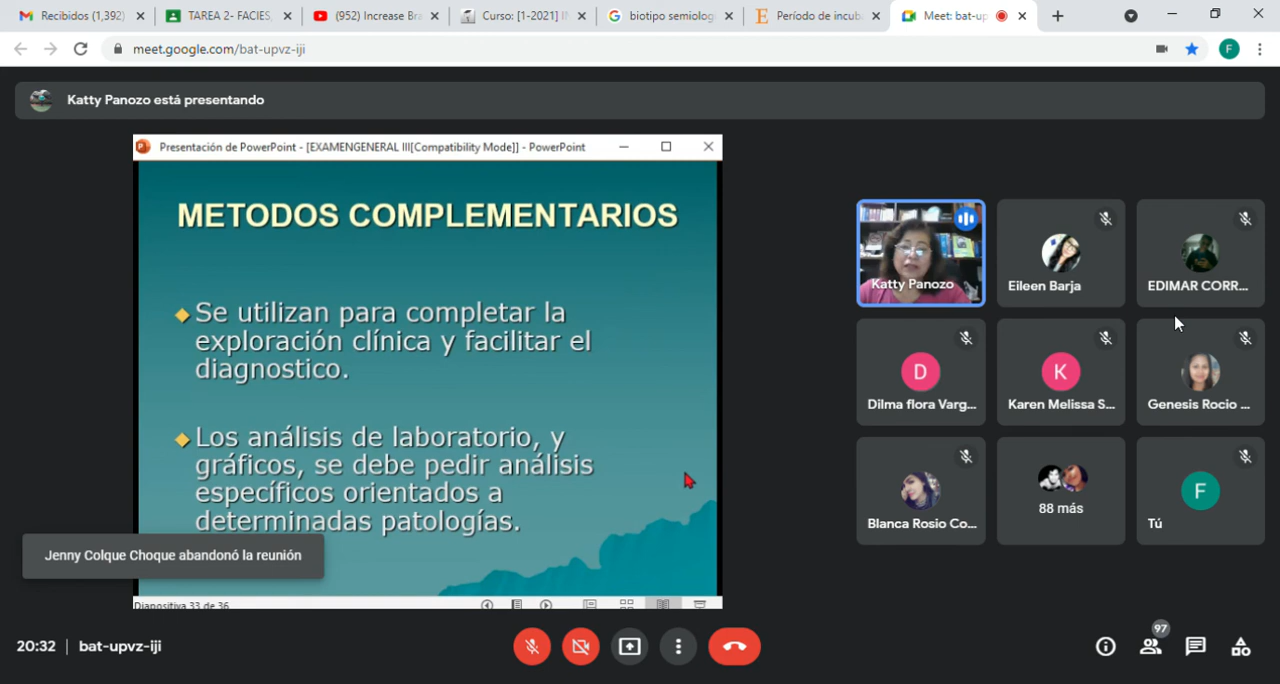 Recibidos (1,392)
TAREA 2- FACIES,
(952) Increase Bra
Curso: [1-2021]
biotipo semiolog
Período de incub
Meet: bat-up
meet.google.com/bat-upvz-iji
F
Katty Panozo está presentando
Presentación de PowerPoint - [EXAMENGENERAL III[Compatibility Mode]] - PowerPoint
METODOS COMPLEMENTARIOS
Se utilizan para completar la
exploración clínica y facilitar el
diagnostico.
Los análisis de laboratorio, y
gráficos, se debe pedir análisis
específicos orientados a
determinadas patologías.
Diapositiva 33 de 36
Jenny Colque Choque abandonó la reunión
Katty Panozo
Eileen Barja
EDIMAR CORR...
D
Dilma flora Varg...
K
Karen Melissa S...
Genesis Rocio ...
Blanca Rosio Co...
88 más
F
Tú
20:32 | bat-upvz-iji
97